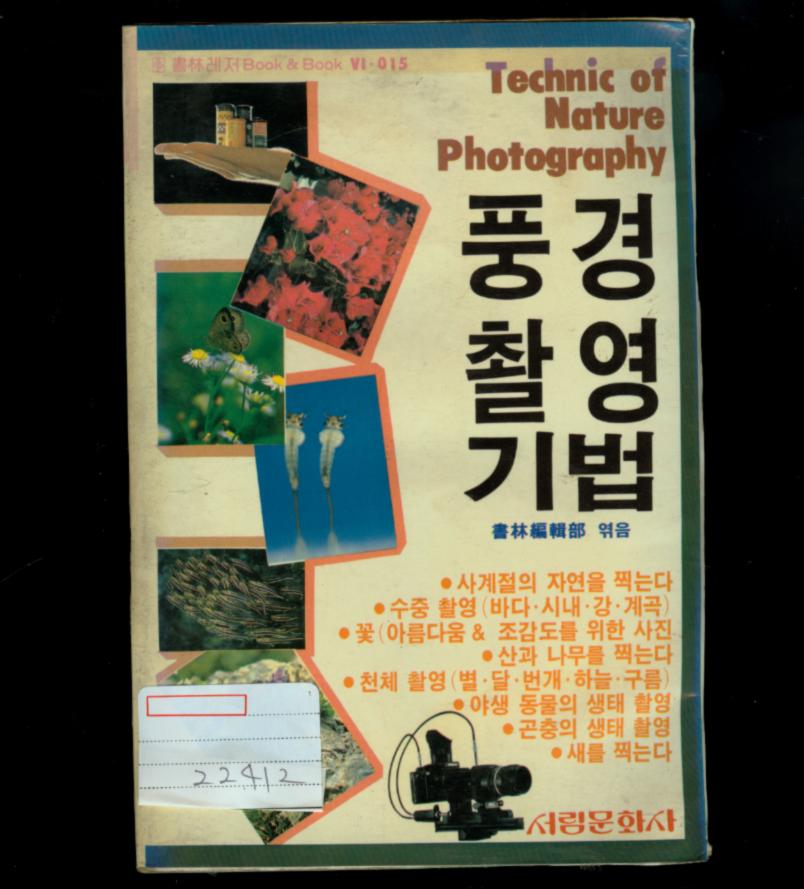 書林레저 Book & Book VI·015
Technic of
Nature
Photography
풍경
촬영
기법
書林編輯部 엮음
●사계절의 자연을 찍는다
●수중 촬영(바다·시내·강·계곡)
●꽃(아름다움 & 조감도를 위한 사진
●산과 나무를 찍는다
●천체 촬영(별·달·번개·하늘·구름)
●야생 동물의 생태 촬영
●곤충의 생태 촬영
●새를 찍는다
22412
서림문화사